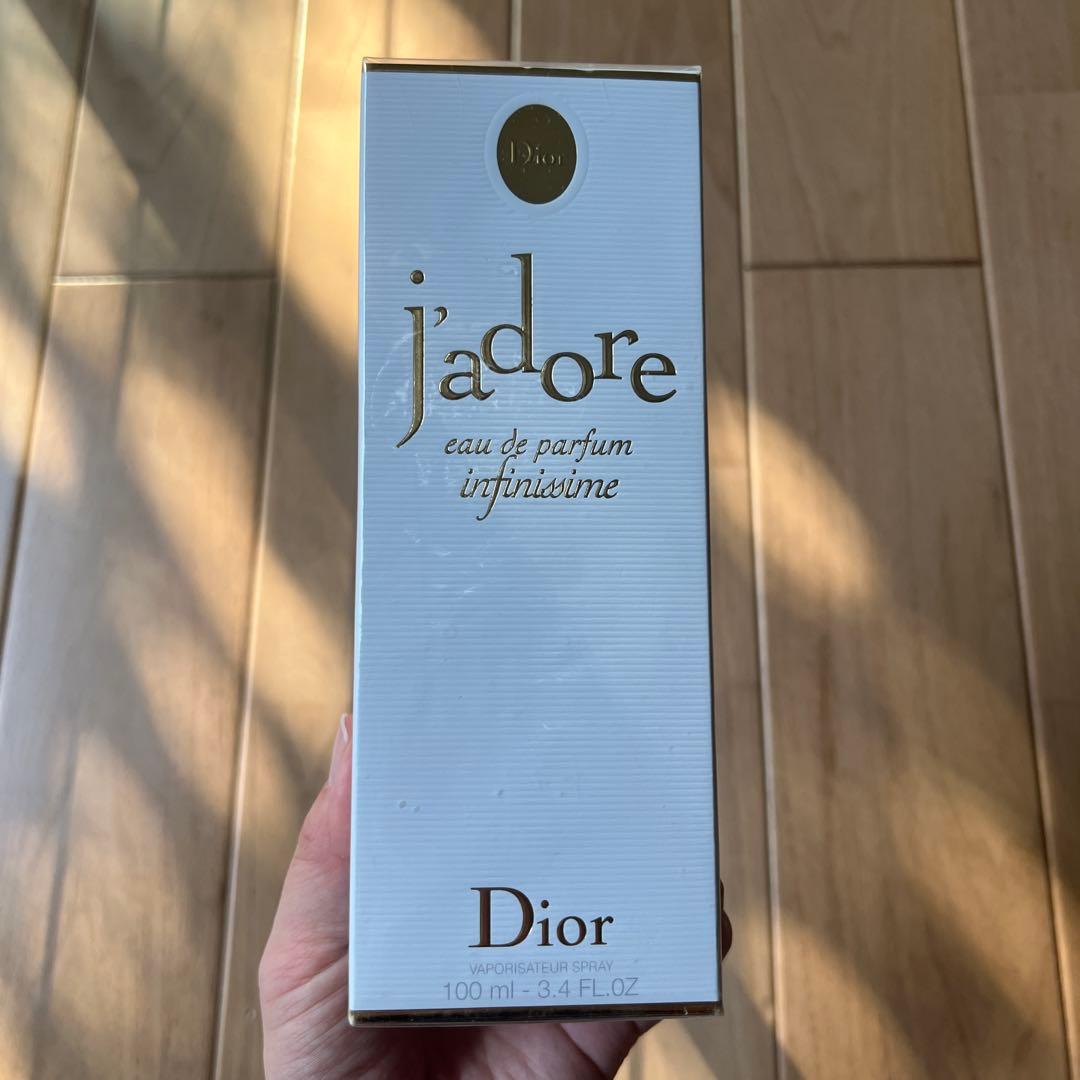 Dior
j'adore
eau de parfum
infinissime
Dior
VAPORISATEUR SPRAY
100 ml - 3.4 FL.OZ